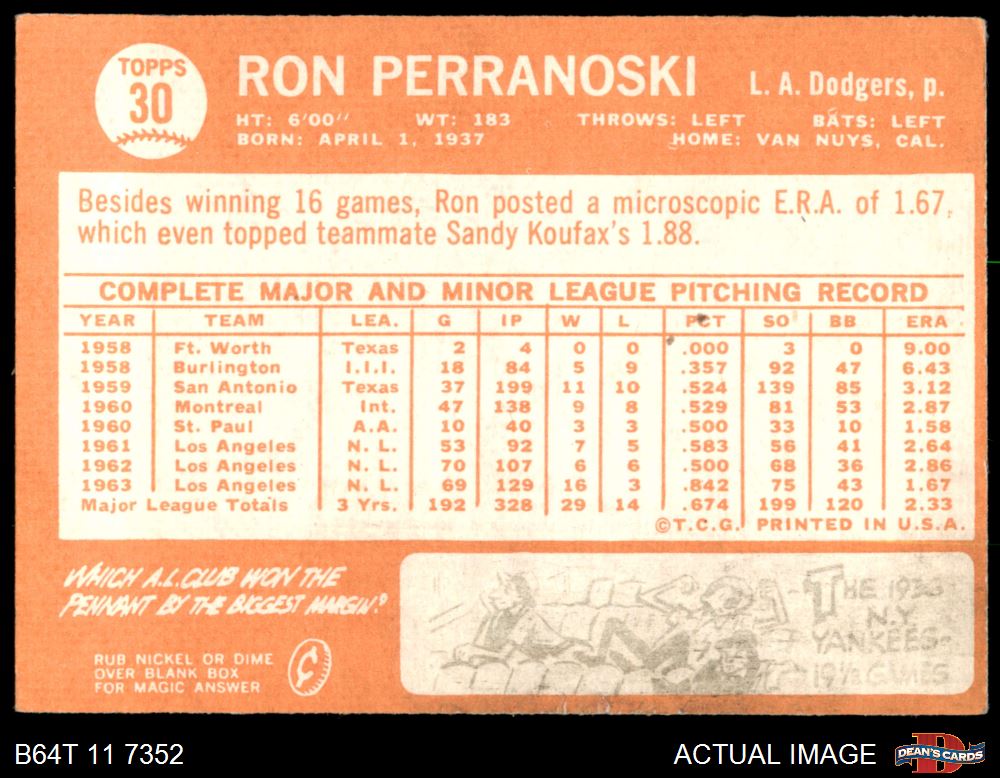 TOPPS
30
RON PERRANOSKI
L. A. Dodgers, p.
HT: 6'00" WT: 183 THROWS: LEFT BATS: LEFT
BORN: APRIL 1, 1937 HOME: VAN NUYS, CAL.
Besides winning 16 games, Ron posted a microscopic E.R.A. of 1.67,
which even topped teammate Sandy Koufax's 1.88.
COMPLETE MAJOR AND MINOR LEAGUE PITCHING RECORD
YEAR TEAM LEA. G IP W L PCT SO BB ERA
1958 Ft. Worth Texas 2 4 0 0 .000 3 0 9.00
1958 Burlington I.I.I. 18 84 5 9 .357 92 47 6.43
1959 San Antonio Texas 37 199 11 10 .524 139 85 3.12
1960 Montreal Int. 47 138 9 8 .529 81 53 2.87
1960 St. Paul A.A. 10 40 3 3 .500 33 10 1.58
1961 Los Angeles N. L. 53 92 7 5 .583 56 41 2.64
1962 Los Angeles N. L. 70 107 6 6 .500 68 36 2.86
1963 Los Angeles N. L. 69 129 16 3 .842 75 43 1.67
Major League Totals 3 Yrs. 192 328 29 14 .674 199 120 2.33
©T.C.G. PRINTED IN U.S.A.
WHICH A.L. CLUB WON THE
PENNANT BY THE BIGGEST MARGIN?
RUB NICKEL OR DIME
OVER BLANK BOX
FOR MAGIC ANSWER
THE 1936
N.Y.
YANKEES-
19½ GAMES
B64T 11 7352
ACTUAL IMAGE
DEAN'S CARDS